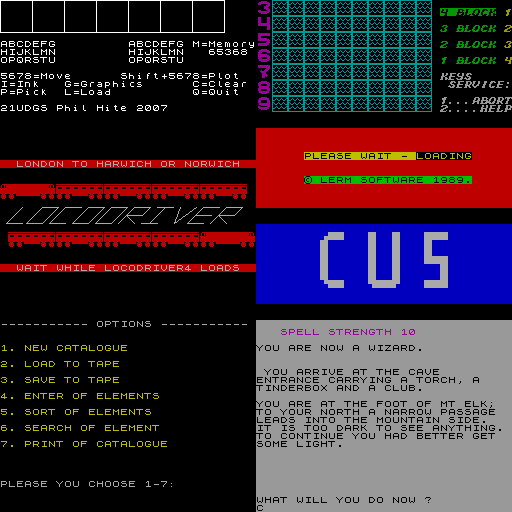 ABCDEFG ABCDEFG M=Memory
HIJKLMN HIJKLMN 65368
OPQRSTU OPQRSTU
5678=Move Shift+5678=Plot
I=Ink G=Graphics C=Clear
P=Pick L=Load Q=Quit
21UDGS Phil Hite 2007
3
4
5
6
7
8
9
4 BLOCK 1
3 BLOCK 2
2 BLOCK 3
1 BLOCK 4
KEYS
SERVICE:
1...ABORT
2....HELP
LONDON TO HARWICH OR NORWICH
LOCODRIVER
WAIT WHILE LOCODRIVER4 LOADS
PLEASE WAIT - LOADING
© LERM SOFTWARE 1989.
CUS
----------- OPTIONS -----------
1. NEW CATALOGUE
2. LOAD TO TAPE
3. SAVE TO TAPE
4. ENTER OF ELEMENTS
5. SORT OF ELEMENTS
6. SEARCH OF ELEMENT
7. PRINT OF CATALOGUE
PLEASE YOU CHOOSE 1-7:
SPELL STRENGTH 10
YOU ARE NOW A WIZARD.
YOU ARRIVE AT THE CAVE
ENTRANCE CARRYING A TORCH, A
TINDERBOX AND A CLUB.
YOU ARE AT THE FOOT OF MT ELK;
TO YOUR NORTH A NARROW PASSAGE
LEADS INTO THE MOUNTAIN SIDE.
IT IS TOO DARK TO SEE ANYTHING.
TO CONTINUE YOU HAD BETTER GET
SOME LIGHT.
WHAT WILL YOU DO NOW ?
C